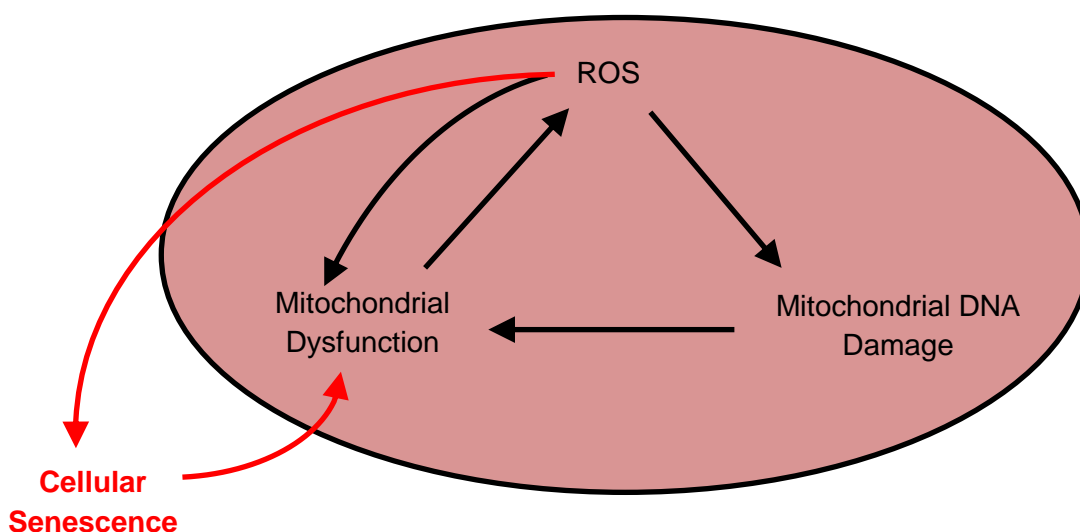 ROS
Mitochondrial
Dysfunction
Mitochondrial DNA
Damage
Cellular
Senescence